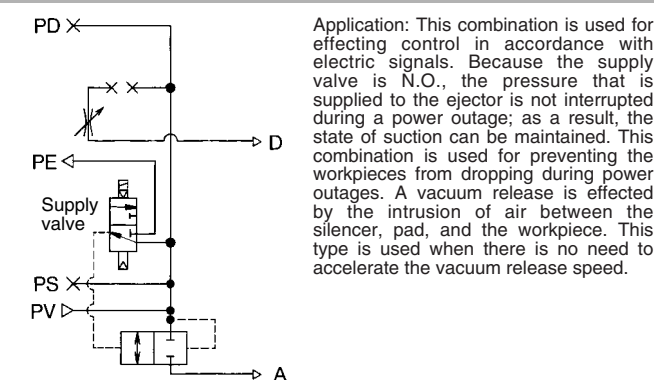 PD
D
PE
Supply
valve
PS
PV
A
Application: This combination is used for
effecting control in accordance with
electric signals. Because the supply
valve is N.O., the pressure that is
supplied to the ejector is not interrupted
during a power outage; as a result, the
state of suction can be maintained. This
combination is used for preventing the
workpieces from dropping during power
outages. A vacuum release is effected
by the intrusion of air between the
silencer, pad, and the workpiece. This
type is used when there is no need to
accelerate the vacuum release speed.